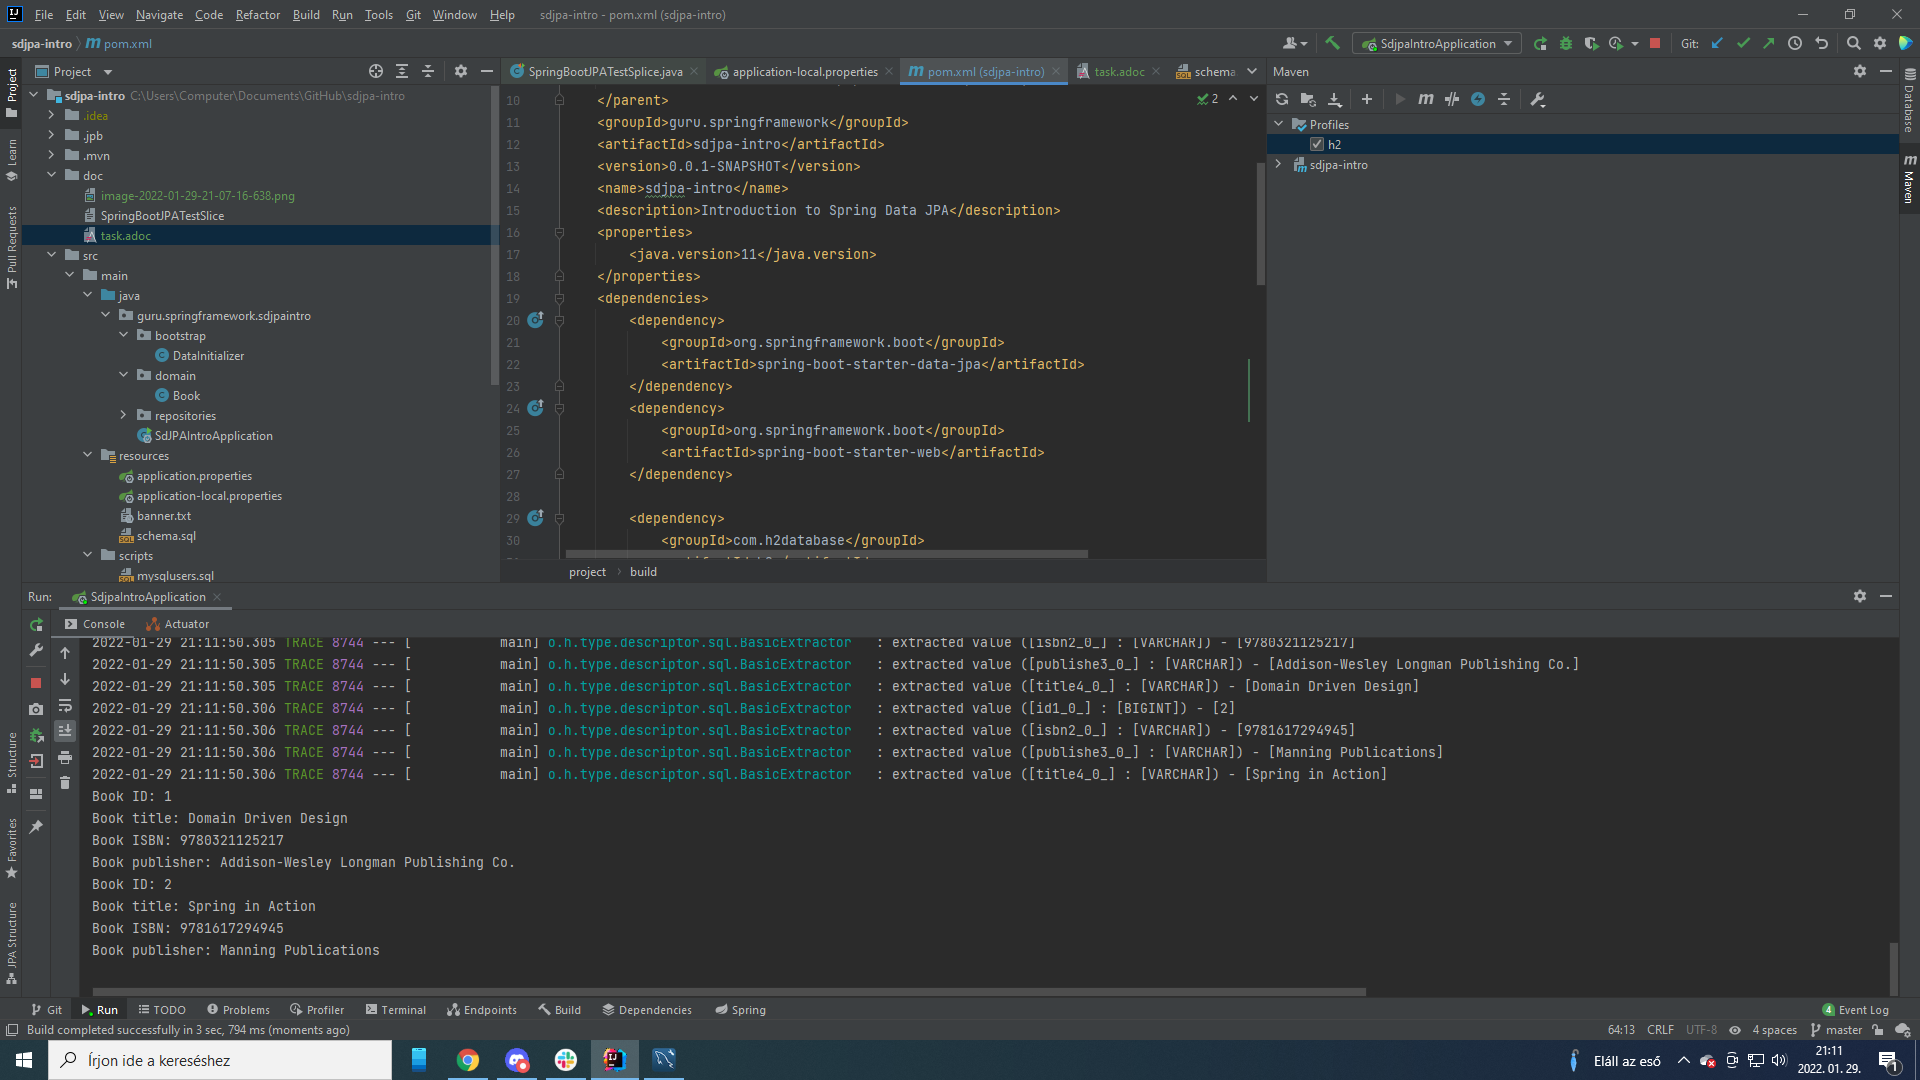 File Edit View Navigate Code Refactor Build Run Tools Git Window Help sdjpa-intro - pom.xml (sdjpa-intro)
sdjpa-intro pom.xml
SdjpaIntroApplication Git:
Project
SpringBootJPATestSplice.java application-local.properties pom.xml (sdjpa-intro) task.adoc schema
Maven
Project
Learn
Pull Requests
Structure
Favorites
JPA Structure
sdjpa-intro C:\Users\Computer\Documents\GitHub\sdjpa-intro
.idea
.jpb
.mvn
doc
image-2022-01-29-21-07-16-638.png
SpringBootJPATestSlice
task.adoc
src
main
java
guru.springframework.sdjpaintro
bootstrap
DataInitializer
domain
Book
repositories
SdJPAIntroApplication
resources
application.properties
application-local.properties
banner.txt
schema.sql
scripts
mysqlusers.sql
2
10 </parent>
11 <groupId>guru.springframework</groupId>
12 <artifactId>sdjpa-intro</artifactId>
13 <version>0.0.1-SNAPSHOT</version>
14 <name>sdjpa-intro</name>
15 <description>Introduction to Spring Data JPA</description>
16 <properties>
17 <java.version>11</java.version>
18 </properties>
19 <dependencies>
20 <dependency>
21 <groupId>org.springframework.boot</groupId>
22 <artifactId>spring-boot-starter-data-jpa</artifactId>
23 </dependency>
24 <dependency>
25 <groupId>org.springframework.boot</groupId>
26 <artifactId>spring-boot-starter-web</artifactId>
27 </dependency>
28
29 <dependency>
30 <groupId>com.h2database</groupId>
project build
Profiles
h2
sdjpa-intro
Database
Maven
Run: SdjpaIntroApplication
Console Actuator
2022-01-29 21:11:50.305 TRACE 8744 --- [ main] o.h.type.descriptor.sql.BasicExtractor : extracted value ([isbn2_0_] : [VARCHAR]) - [9780321125217]
2022-01-29 21:11:50.305 TRACE 8744 --- [ main] o.h.type.descriptor.sql.BasicExtractor : extracted value ([publishe3_0_] : [VARCHAR]) - [Addison-Wesley Longman Publishing Co.]
2022-01-29 21:11:50.305 TRACE 8744 --- [ main] o.h.type.descriptor.sql.BasicExtractor : extracted value ([title4_0_] : [VARCHAR]) - [Domain Driven Design]
2022-01-29 21:11:50.306 TRACE 8744 --- [ main] o.h.type.descriptor.sql.BasicExtractor : extracted value ([id1_0_] : [BIGINT]) - [2]
2022-01-29 21:11:50.306 TRACE 8744 --- [ main] o.h.type.descriptor.sql.BasicExtractor : extracted value ([isbn2_0_] : [VARCHAR]) - [9781617294945]
2022-01-29 21:11:50.306 TRACE 8744 --- [ main] o.h.type.descriptor.sql.BasicExtractor : extracted value ([publishe3_0_] : [VARCHAR]) - [Manning Publications]
2022-01-29 21:11:50.306 TRACE 8744 --- [ main] o.h.type.descriptor.sql.BasicExtractor : extracted value ([title4_0_] : [VARCHAR]) - [Spring in Action]
Book ID: 1
Book title: Domain Driven Design
Book ISBN: 9780321125217
Book publisher: Addison-Wesley Longman Publishing Co.
Book ID: 2
Book title: Spring in Action
Book ISBN: 9781617294945
Book publisher: Manning Publications
Git Run TODO Problems Profiler Terminal Endpoints Build Dependencies Spring 4 Event Log
Build completed successfully in 3 sec, 794 ms (moments ago) 64:13 CRLF UTF-8 4 spaces master
Írjon ide a kereséshez Eláll az eső 21:11
2022. 01. 29. 1